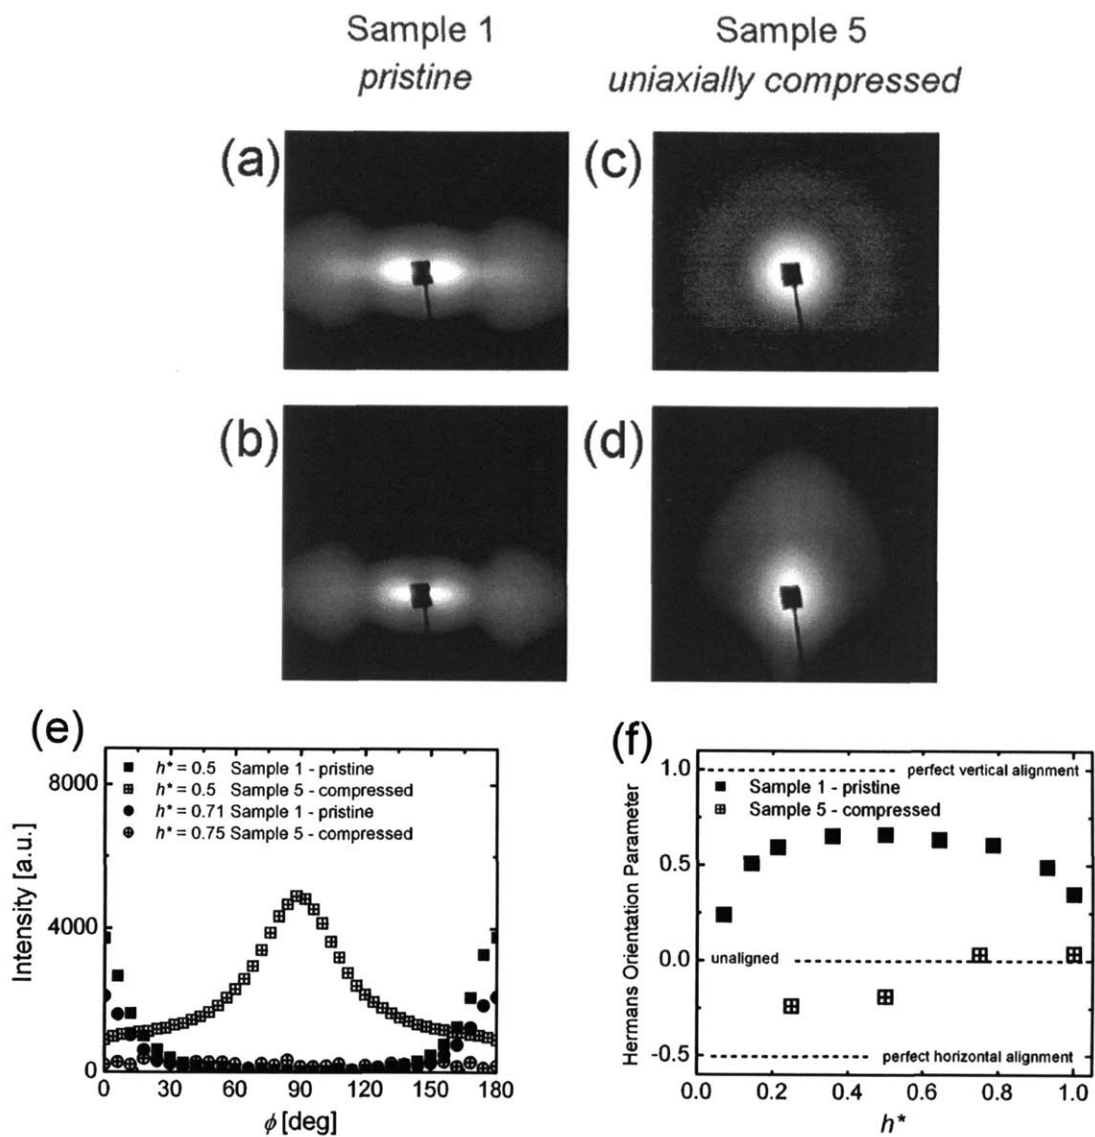 Sample 1
pristine
Sample 5
uniaxially compressed
(a)
(c)
(b)
(d)
(e)
8000
4000
0
Intensity [a.u.]
h* = 0.5 Sample 1 - pristine
h* = 0.5 Sample 5 - compressed
h* = 0.71 Sample 1 - pristine
h* = 0.75 Sample 5 - compressed
0 30 60 90 120 150 180
ϕ [deg]
(f)
1.0
0.5
0.0
-0.5
Hermans Orientation Parameter
perfect vertical alignment
Sample 1 - pristine
Sample 5 - compressed
unaligned
perfect horizontal alignment
0.0 0.2 0.4 0.6 0.8 1.0
h*